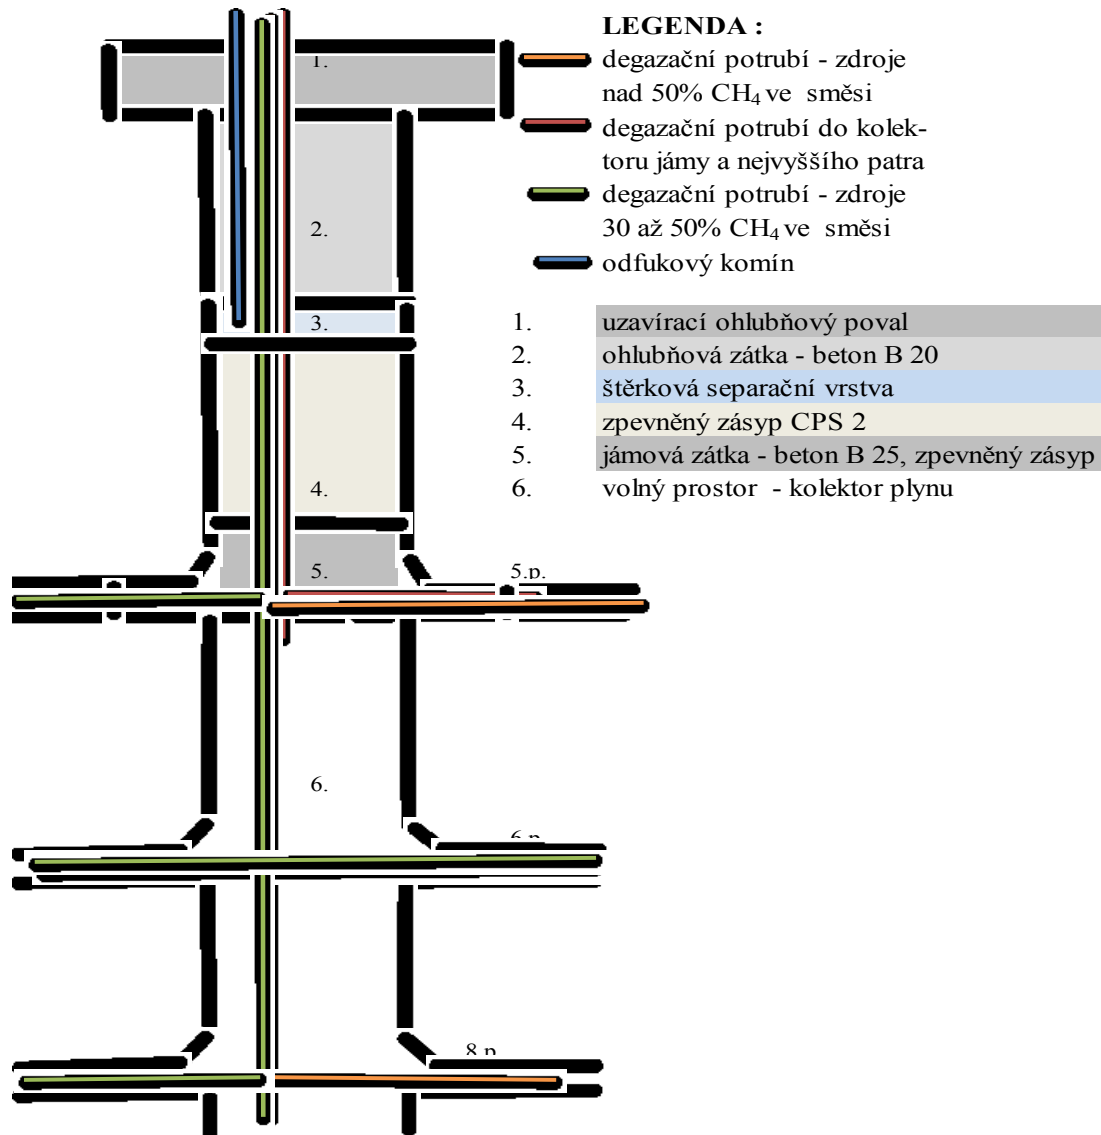 LEGENDA :
degazační potrubí - zdroje
nad 50% CH₄ ve směsi
degazační potrubí do kolek-
toru jámy a nejvyššího patra
degazační potrubí - zdroje
30 až 50% CH₄ ve směsi
odfukový komín
1. uzavírací ohlubňový poval
2. ohlubňová zátka - beton B 20
3. štěrková separační vrstva
4. zpevněný zásyp CPS 2
5. jámová zátka - beton B 25, zpevněný zásyp
6. volný prostor - kolektor plynu
1.
2.
3.
4.
5.
5.p.
6.
6.p.
8.p.